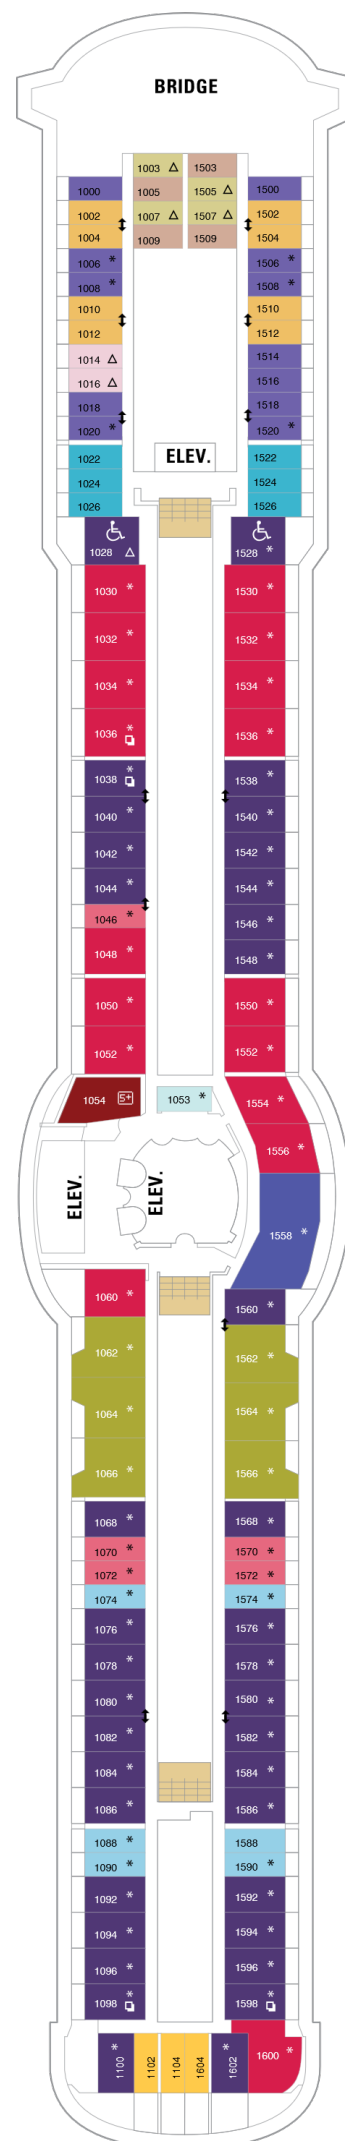 BRIDGE
1003 △ 1503
1000 1005 1505 △ 1500
1002 1007 △ 1507 △ 1502
1004 1009 1509 1504
1006 * 1506 *
1008 * 1508 *
1010 1510
1012 1512
1014 △ 1514
1016 △ 1516
1018 1518
1020 * 1520 *
ELEV.
1022 1522
1024 1524
1026 1526
1028 △ 1528 *
1030 * 1530 *
1032 * 1532 *
1034 * 1534 *
1036 * 1536 *
1038 * 1538 *
1040 * 1540 *
1042 * 1542 *
1044 * 1544 *
1046 * 1546 *
1048 * 1548 *
1050 * 1550 *
1052 * 1552 *
1054 5+ 1053 * 1554 *
1556 *
ELEV. ELEV.
1558 *
1060 * 1560 *
1062 * 1562 *
1064 * 1564 *
1066 * 1566 *
1068 * 1568 *
1070 * 1570 *
1072 * 1572 *
1074 * 1574 *
1076 * 1576 *
1078 * 1578 *
1080 * 1580 *
1082 * 1582 *
1084 * 1584 *
1086 * 1586 *
1088 * 1588
1090 * 1590 *
1092 * 1592 *
1094 * 1594 *
1096 * 1596 *
1098 * 1598 *
1100 * 1102 1104 1604 1602 * 1600 *